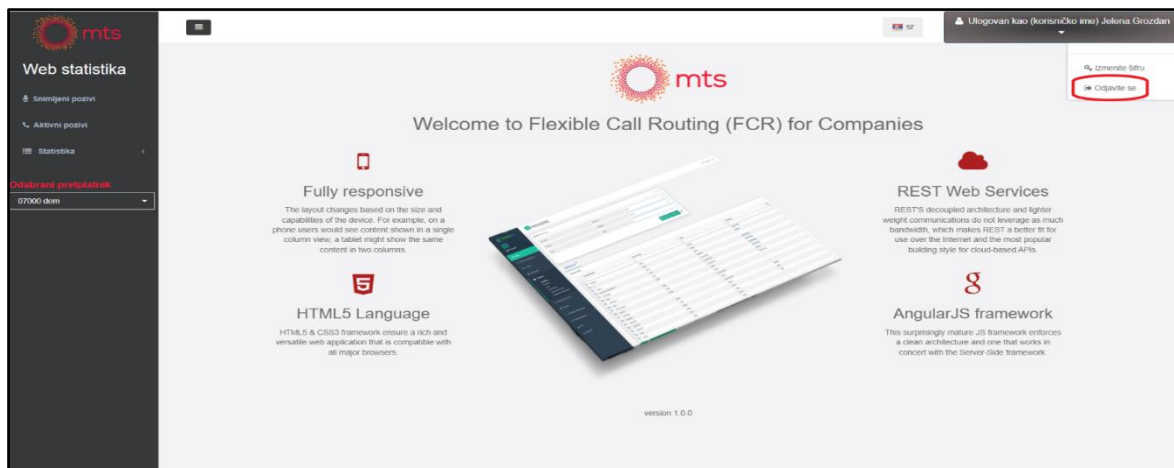 mts
Web statistika
Snimljeni pozivi
Aktivni pozivi
Statistika
Odabrani pretplatnik
07000 dem
sr
Ulogovan kao (korisničko ime) Jelena.Grozdan
Izmenite šifru
Odjavite se
mts
Welcome to Flexible Call Routing (FCR) for Companies
Fully responsive
The layout changes based on the size and
capabilities of the device. For example, on a
phone users would see content shown in a single
column view; a tablet might show the same
content in two columns.
HTML5 Language
HTML5 & CSS3 framework ensure a rich and
versatile web application that is compatible with
all major browsers.
REST Web Services
REST'S decoupled architecture and lighter
weight communications do not leverage as much
bandwidth, which makes REST a better fit for
use over the Internet and the most popular
building style for cloud-based APIs.
AngularJS framework
This surprisingly mature JS framework enforces
a clean architecture and one that works in
concert with the Server-Side framework.
version 1.0.0